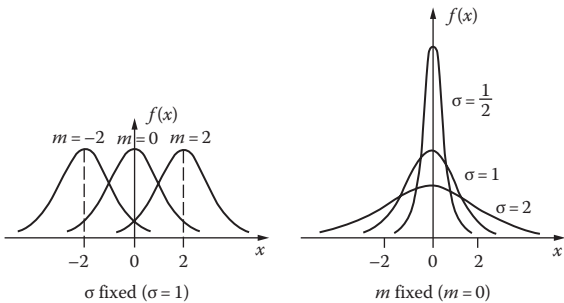 f(x)
m = −2 m = 0 m = 2
−2 0 2 x
σ fixed (σ = 1)
f(x)
σ = 1/2
σ = 1
σ = 2
−2 0 2 x
m fixed (m = 0)